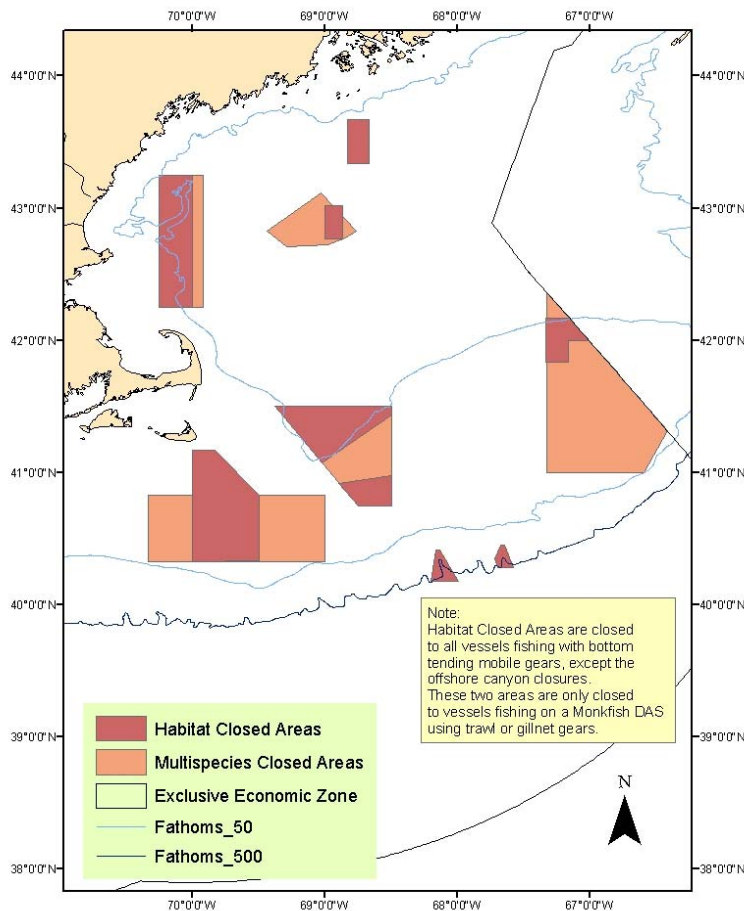 70°0'0"W 69°0'0"W 68°0'0"W 67°0'0"W
44°0'0"N 44°0'0"N
43°0'0"N 43°0'0"N
42°0'0"N 42°0'0"N
41°0'0"N 41°0'0"N
40°0'0"N 40°0'0"N
Note:
Habitat Closed Areas are closed
to all vessels fishing with bottom
tending mobile gears, except the
offshore canyon closures.
These two areas are only closed
to vessels fishing on a Monkfish DAS
using trawl or gillnet gears.
39°0'0"N 39°0'0"N
Habitat Closed Areas
Multispecies Closed Areas
Exclusive Economic Zone
Fathoms_50
Fathoms_500
N
38°0'0"N 38°0'0"N
70°0'0"W 69°0'0"W 68°0'0"W 67°0'0"W